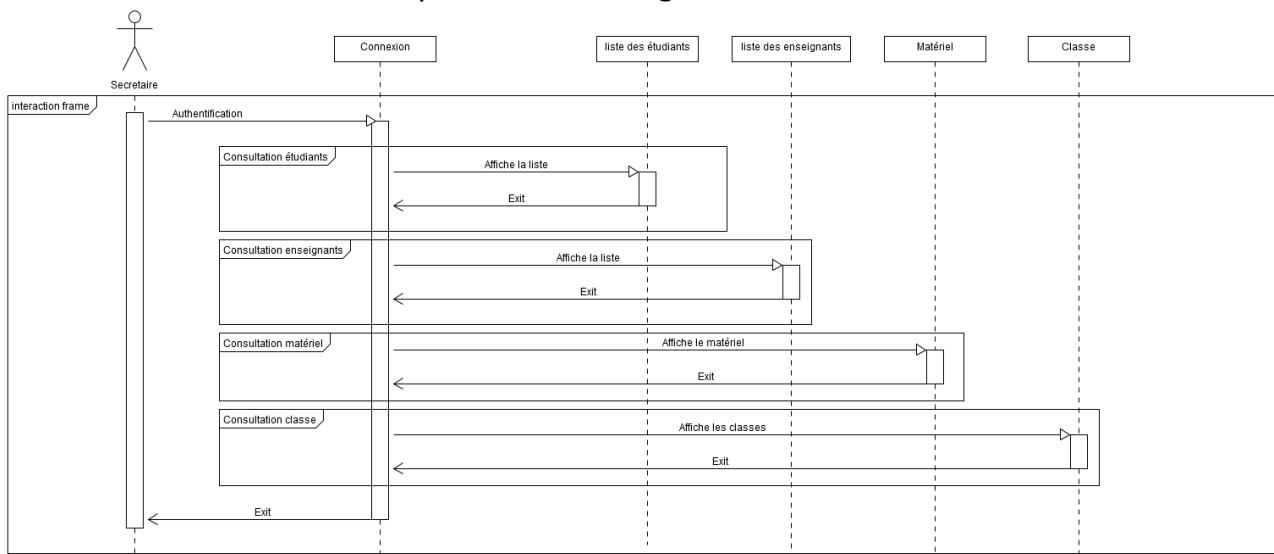 Connexion
liste des étudiants
liste des enseignants
Matériel
Classe
Secretaire
interaction frame
Authentification
Consultation étudiants
Affiche la liste
Exit
Consultation enseignants
Affiche la liste
Exit
Consultation matériel
Affiche le matériel
Exit
Consultation classe
Affiche les classes
Exit
Exit